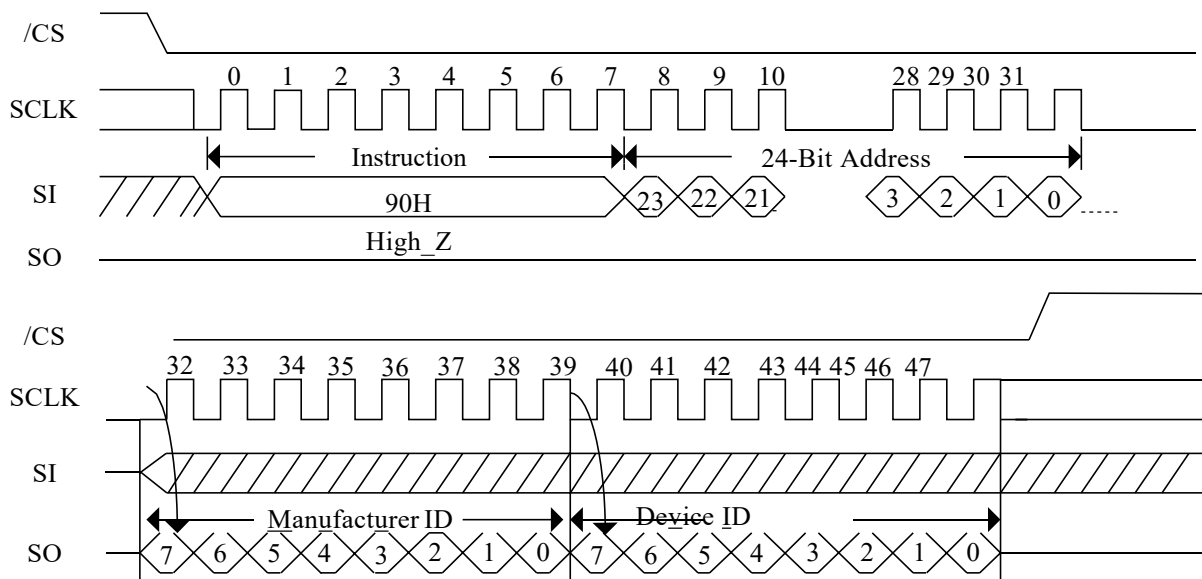 /CS
0 1 2 3 4 5 6 7 8 9 10 28 29 30 31
SCLK
Instruction 24-Bit Address
SI 90H 23 22 21 3 2 1 0
High_Z
SO
/CS
32 33 34 35 36 37 38 39 40 41 42 43 44 45 46 47
SCLK
SI
Manufacturer ID Device ID
SO 7 6 5 4 3 2 1 0 7 6 5 4 3 2 1 0